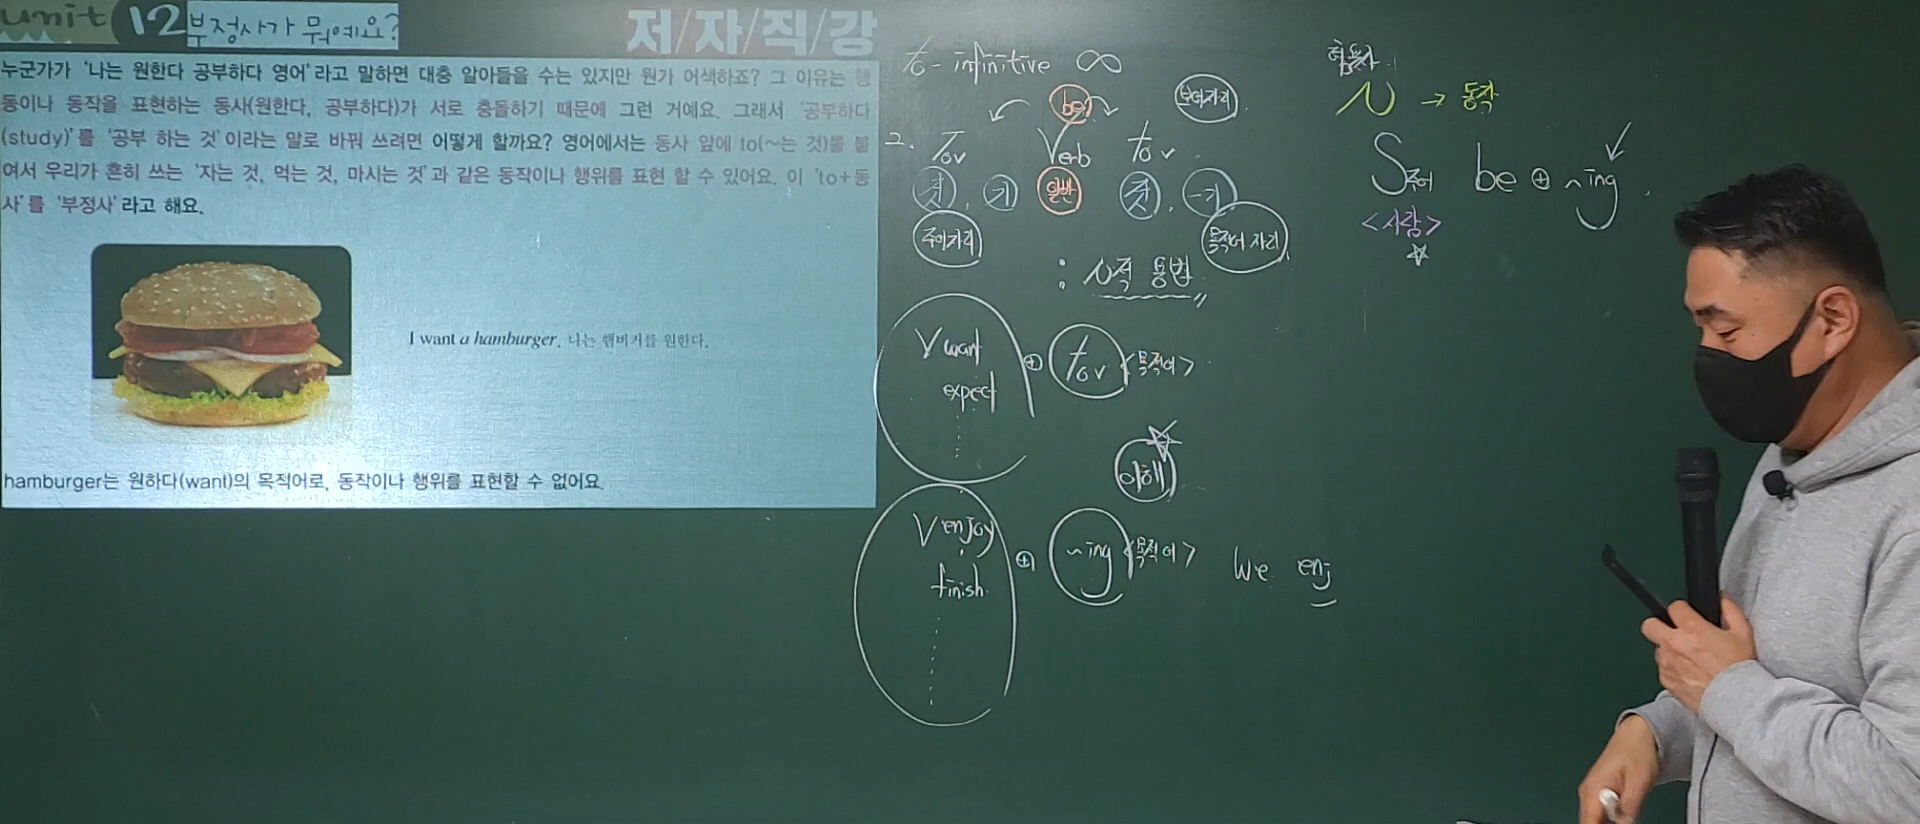 unit 12 부정사가 뭐예요?
저/자/직/강
누군가가 '나는 원한다 공부하다 영어'라고 말하면 대충 알아들을 수는 있지만 뭔가 어색하죠? 그 이유는 행
동이나 동작을 표현하는 동사(원한다, 공부하다)가 서로 충돌하기 때문에 그런 거예요. 그래서 '공부하다
(study)'를 '공부 하는 것'이라는 말로 바꿔 쓰려면 어떻게 할까요? 영어에서는 동사 앞에 to(~는 것)를 붙
여서 우리가 흔히 쓰는 '자는 것, 먹는 것, 마시는 것'과 같은 동작이나 행위를 표현 할 수 있어요. 이 'to+동
사'를 '부정사'라고 해요.
I want a hamburger. 나는 햄버거를 원한다.
hamburger는 원하다(want)의 목적어로, 동작이나 행위를 표현할 수 없어요.
to - infinitive ∞
be
보어자리
2. to v Verb to v
것, 기 일반 것, -기
주어자리 목적어 자리
: N적 용법
V want ⊕ to v <목적어>
expect
이해
V enjoy ⊕ ~ing <목적어> we enj
finish.
N → 동작
S주어 be ⊕ ~ing
<사람>